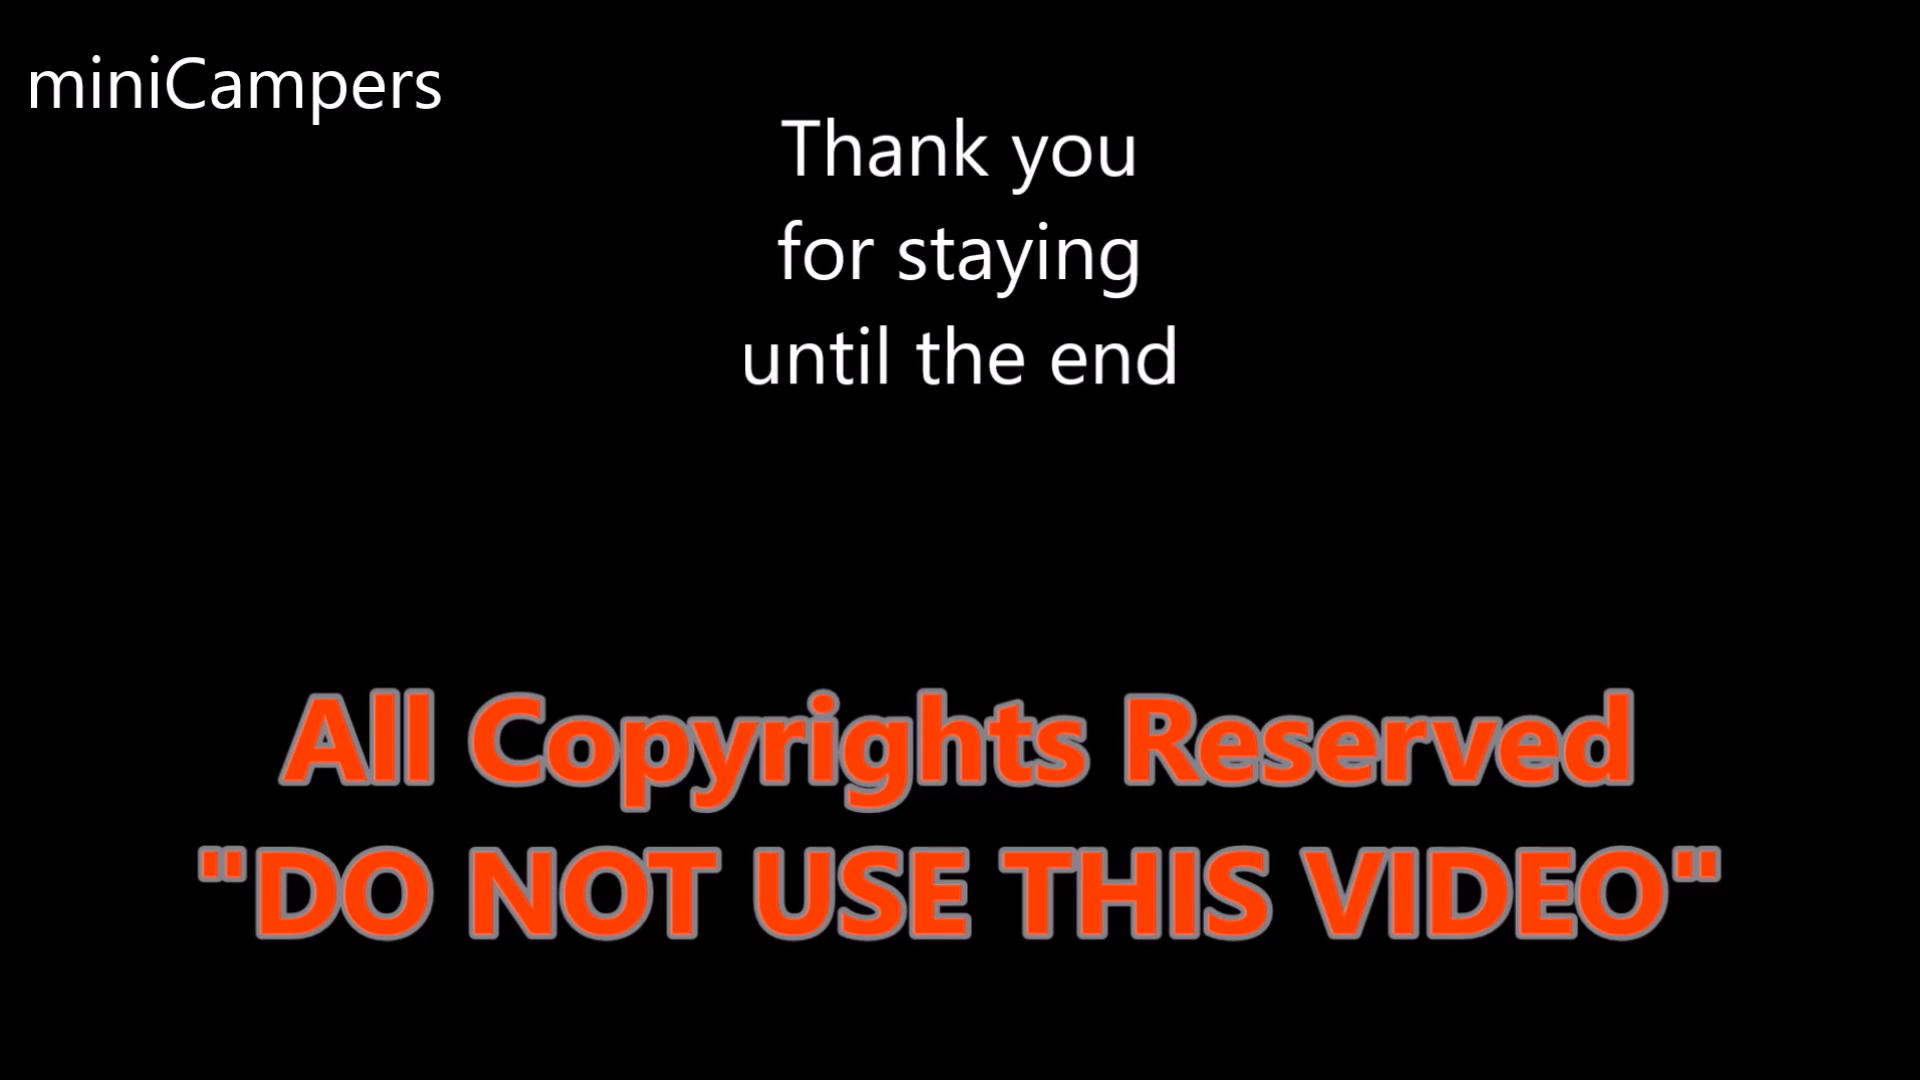 miniCampers
Thank you
for staying
until the end
All Copyrights Reserved
"DO NOT USE THIS VIDEO"